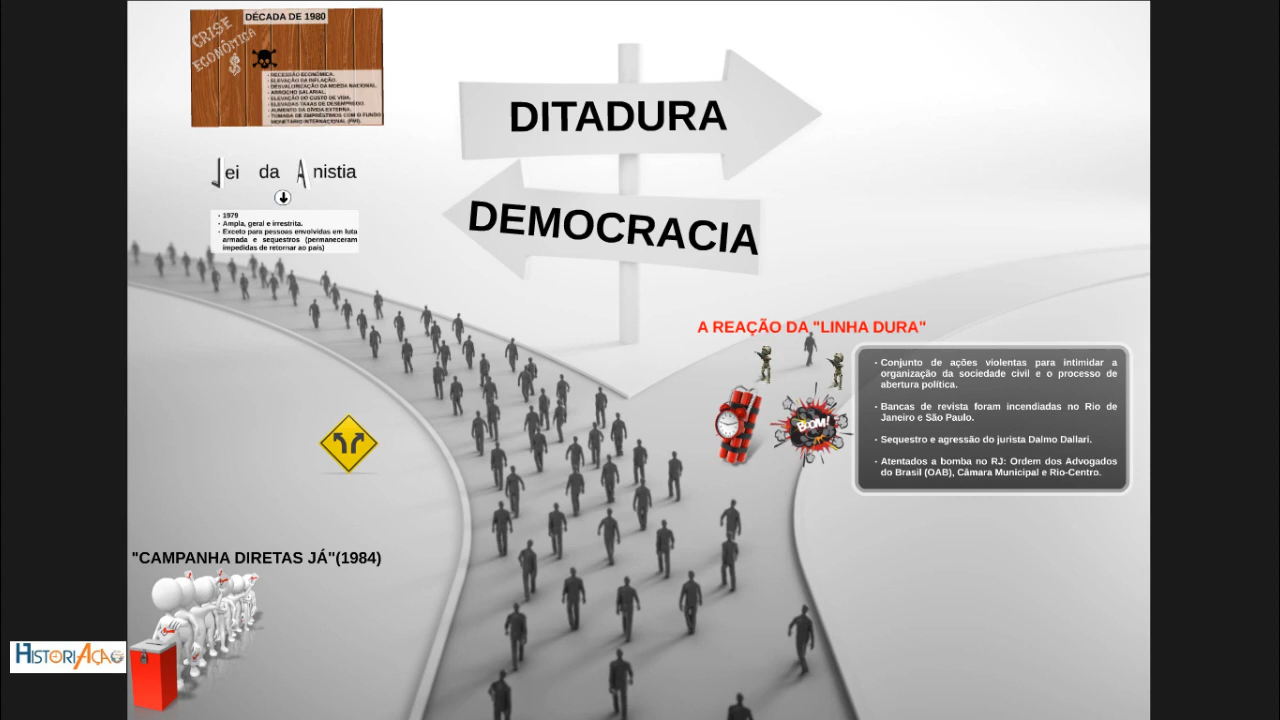 DÉCADA DE 1980
CRISE
ECONÔMICA
$
- RECESSÃO ECONÔMICA.
- ELEVAÇÃO DA INFLAÇÃO.
- DESVALORIZAÇÃO DA MOEDA NACIONAL.
- ARROCHO SALARIAL.
- ELEVAÇÃO DO CUSTO DE VIDA.
- ELEVADAS TAXAS DE DESEMPREGO.
- AUMENTO DA DÍVIDA EXTERNA.
- TOMADA DE EMPRÉSTIMOS COM O FUNDO
MONETÁRIO INTERNACIONAL (FMI).
Lei da Anistia
- 1979
- Ampla, geral e irrestrita.
- Exceto para pessoas envolvidas em luta
armada e sequestros (permaneceram
impedidas de retornar ao país)
DITADURA
DEMOCRACIA
A REAÇÃO DA "LINHA DURA"
BOOM!
- Conjunto de ações violentas para intimidar a
organização da sociedade civil e o processo de
abertura política.
- Bancas de revista foram incendiadas no Rio de
Janeiro e São Paulo.
- Sequestro e agressão do jurista Dalmo Dallari.
- Atentados a bomba no RJ: Ordem dos Advogados
do Brasil (OAB), Câmara Municipal e Rio-Centro.
"CAMPANHA DIRETAS JÁ"(1984)
HISTORIAÇÃO